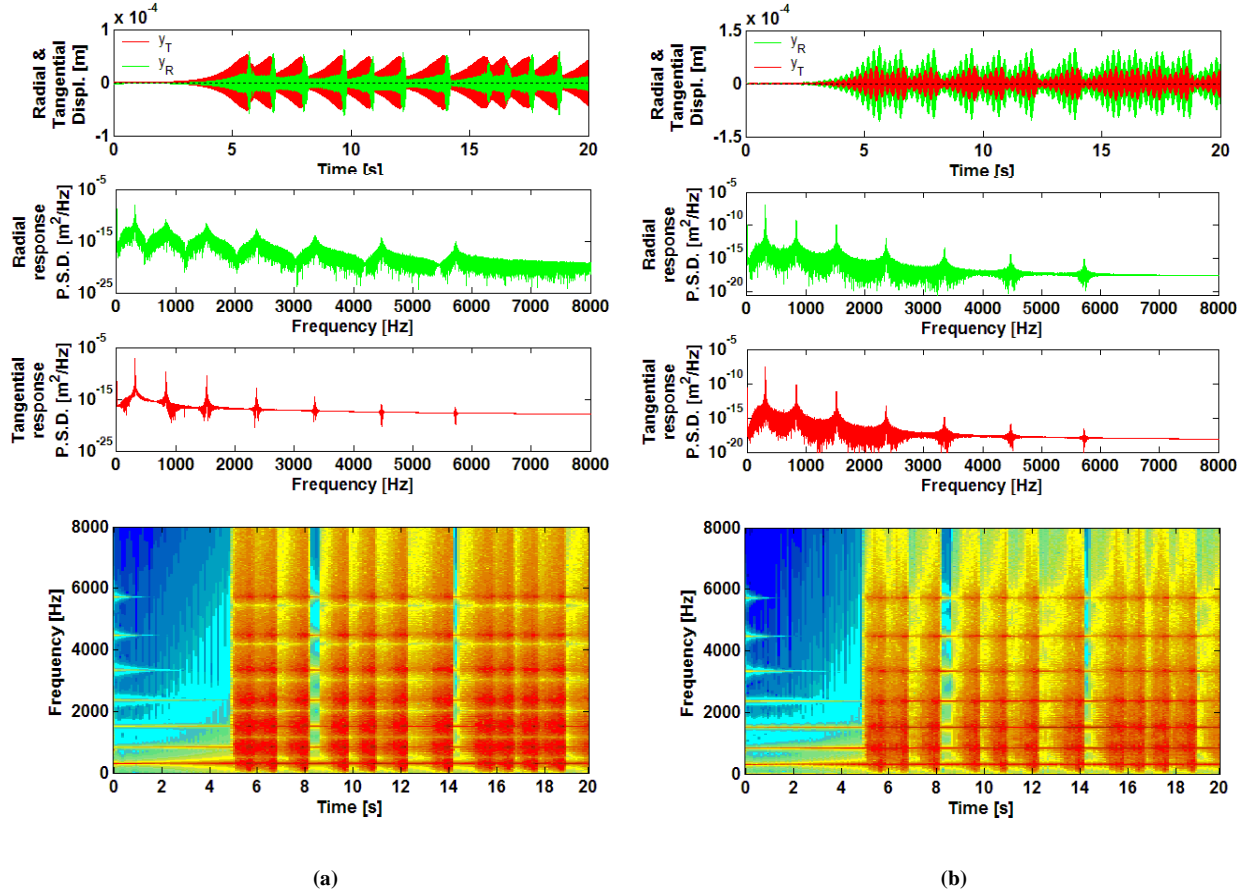 x 10-4
1
0
-1
Radial &
Tangential
Displ. [m]
yT
yR
0 5 10 15 20
Time [s]
10-5
10-15
10-25
Radial
response
P.S.D. [m2/Hz]
0 1000 2000 3000 4000 5000 6000 7000 8000
Frequency [Hz]
10-5
10-15
10-25
Tangential
response
P.S.D. [m2/Hz]
0 1000 2000 3000 4000 5000 6000 7000 8000
Frequency [Hz]
8000
6000
4000
2000
0
Frequency [Hz]
0 2 4 6 8 10 12 14 16 18 20
Time [s]
(a)
x 10-4
1.5
0
-1.5
Radial &
Tangential
Displ. [m]
yR
yT
0 5 10 15 20
Time [s]
10-5
10-10
10-15
10-20
Radial
response
P.S.D. [m2/Hz]
0 1000 2000 3000 4000 5000 6000 7000 8000
Frequency [Hz]
10-5
10-10
10-15
10-20
Tangential
response
P.S.D. [m2/Hz]
0 1000 2000 3000 4000 5000 6000 7000 8000
Frequency [Hz]
8000
6000
4000
2000
0
Frequency [Hz]
0 2 4 6 8 10 12 14 16 18 20
Time [s]
(b)